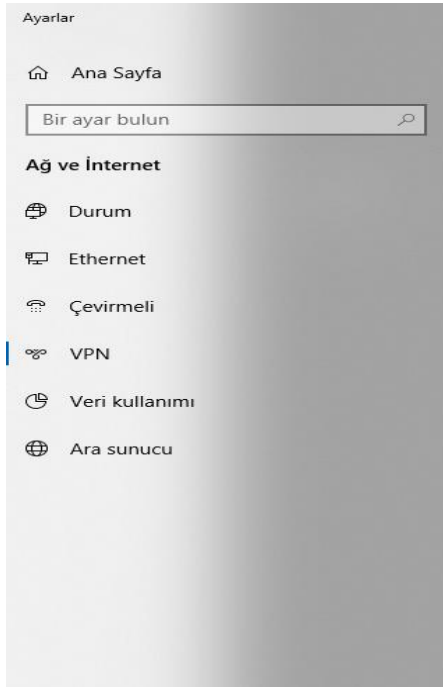 Ayarlar
Ana Sayfa
Bir ayar bulun
Ağ ve İnternet
Durum
Ethernet
Çevirmeli
VPN
Veri kullanımı
Ara sunucu